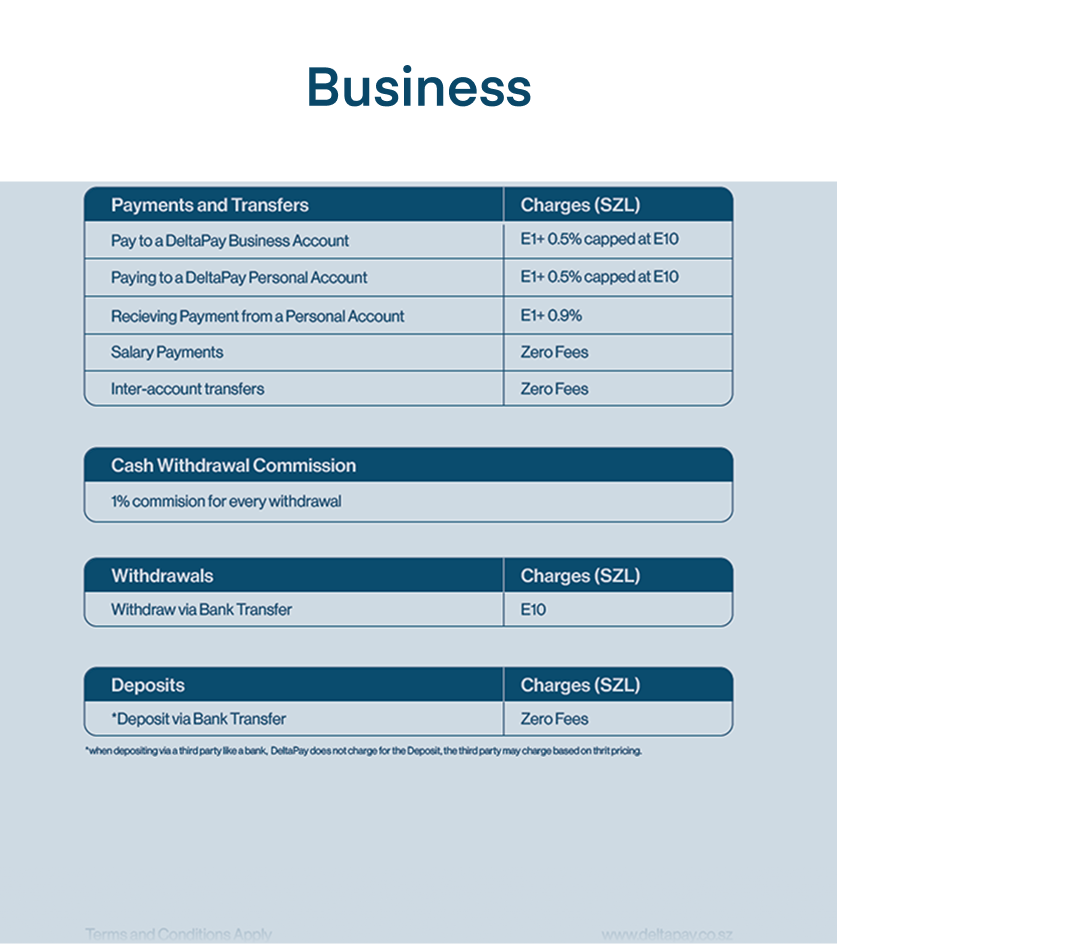 Business
Payments and Transfers Charges (SZL)
Pay to a DeltaPay Business Account E1+ 0.5% capped at E10
Paying to a DeltaPay Personal Account E1+ 0.5% capped at E10
Recieving Payment from a Personal Account E1+ 0.9%
Salary Payments Zero Fees
Inter-account transfers Zero Fees
Cash Withdrawal Commission
1% commision for every withdrawal
Withdrawals Charges (SZL)
Withdraw via Bank Transfer E10
Deposits Charges (SZL)
*Deposit via Bank Transfer Zero Fees
*when depositing via a third party like a bank, DeltaPay does not charge for the Deposit, the third party may charge based on thrit pricing.
Terms and Conditions Apply www.deltapay.co.sz